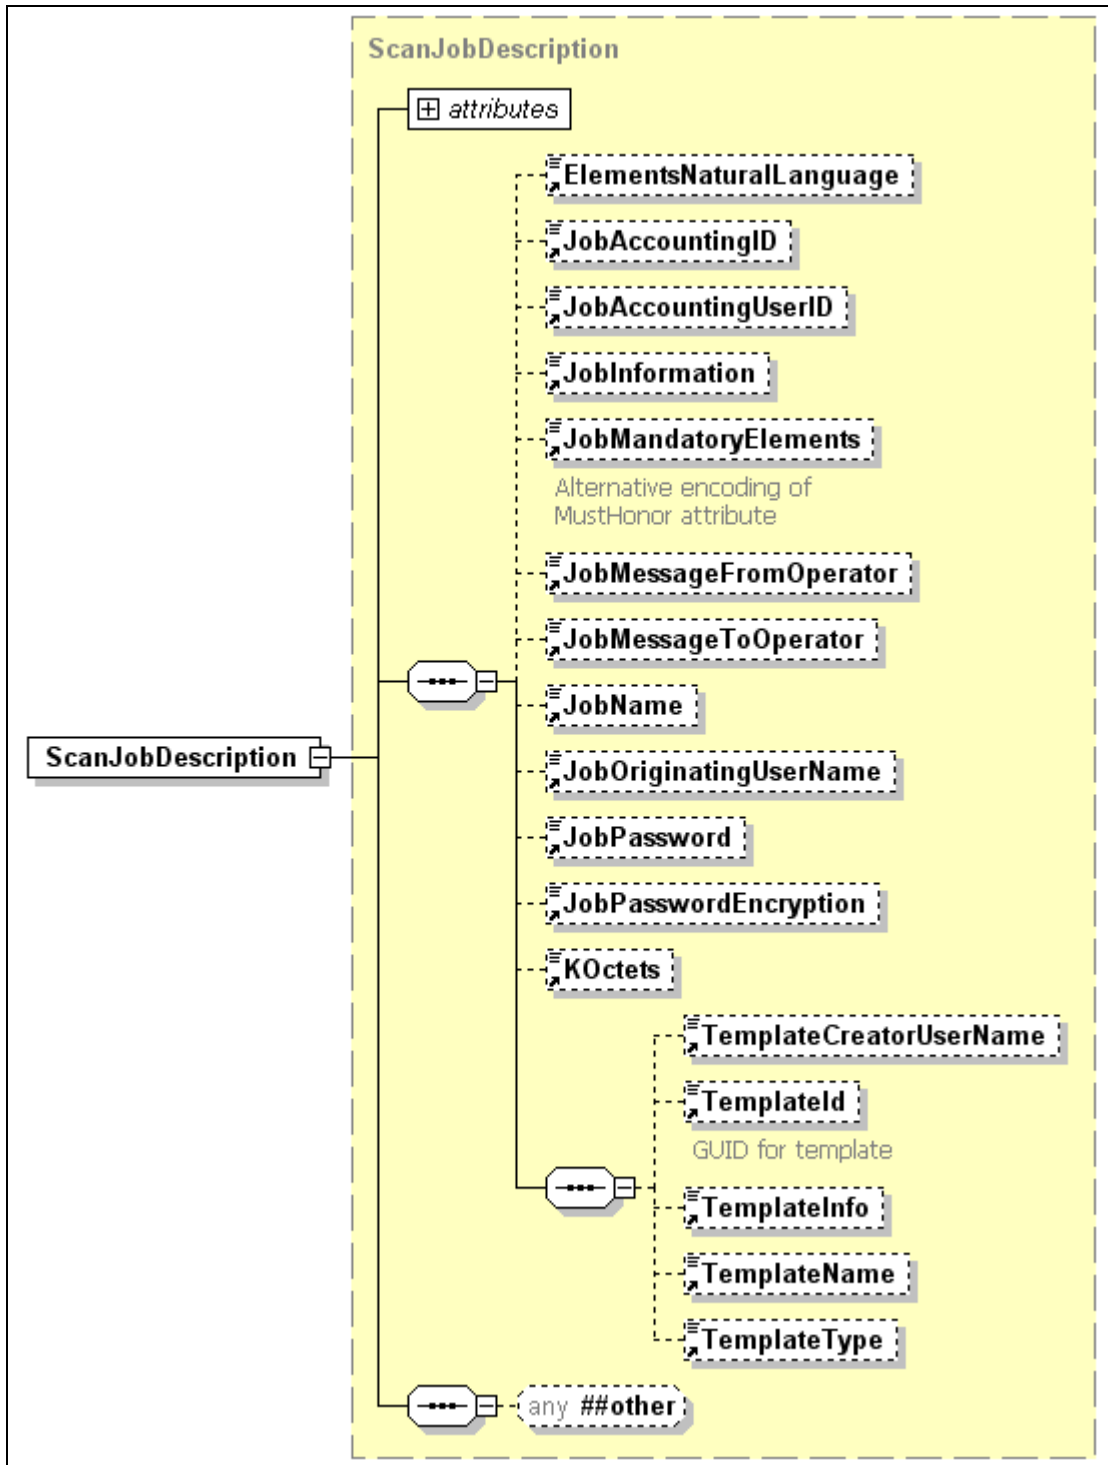 ScanJobDescription
attributes
ElementsNaturalLanguage
JobAccountingID
JobAccountingUserID
JobInformation
JobMandatoryElements
Alternative encoding of
MustHonor attribute
JobMessageFromOperator
JobMessageToOperator
JobName
ScanJobDescription
JobOriginatingUserName
JobPassword
JobPasswordEncryption
KOctets
TemplateCreatorUserName
TemplateId
GUID for template
TemplateInfo
TemplateName
TemplateType
any ##other